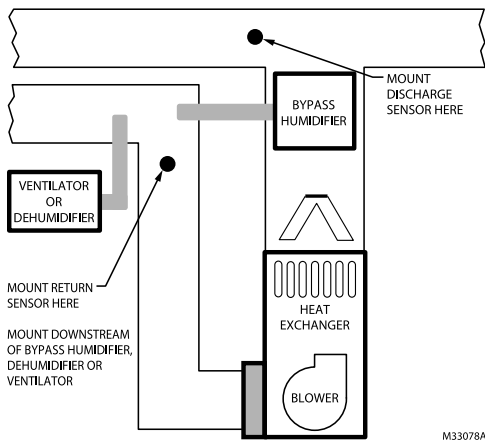 MOUNT
DISCHARGE
SENSOR HERE
BYPASS
HUMIDIFIER
VENTILATOR
OR
DEHUMIDIFIER
MOUNT RETURN
SENSOR HERE
MOUNT DOWNSTREAM
OF BYPASS HUMIDIFIER,
DEHUMIDIFIER OR
VENTILATOR
HEAT
EXCHANGER
BLOWER
M33078A